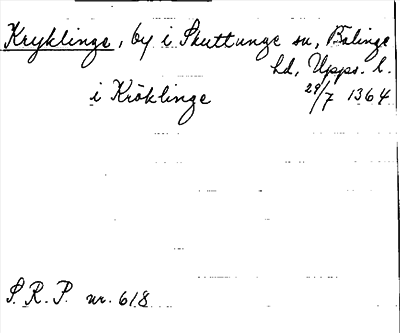 Kryklinge, by i Skuttunge sn, Bälinge
hd, Upps. l.
i Kröklinge 29/7 1364
S. R. P. nr. 618